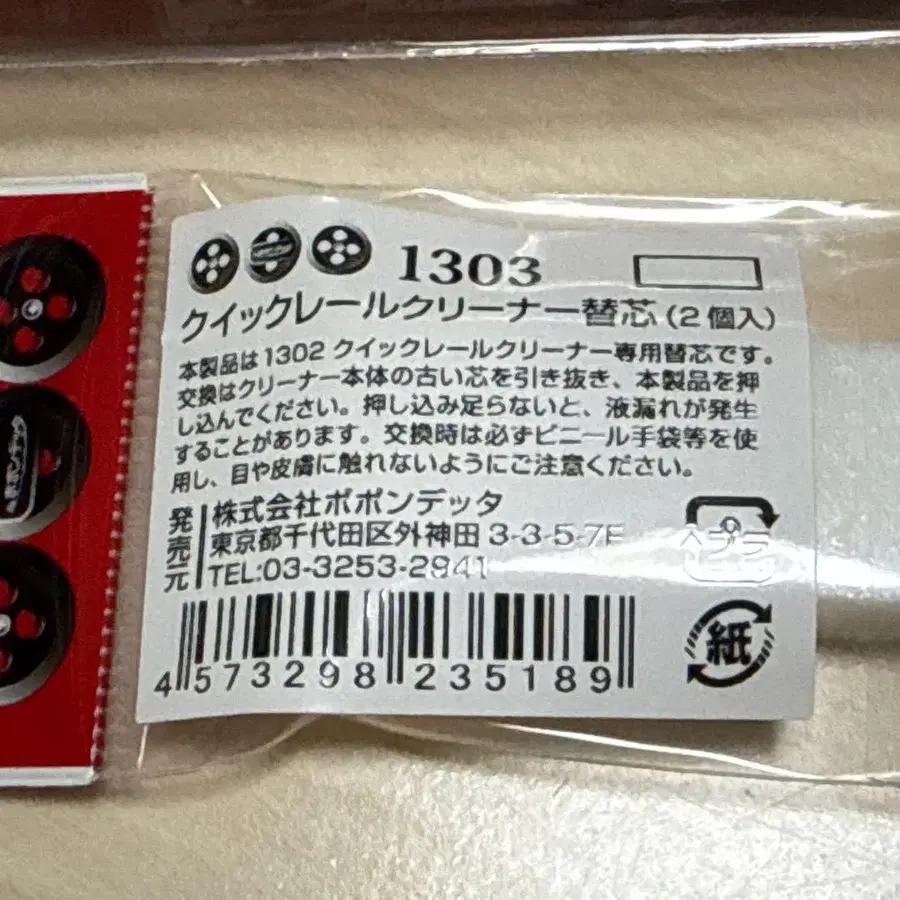 1303
クイックレールクリーナー替芯(2個入)
本製品は1302クイックレールクリーナー専用替芯です。
交換はクリーナー本体の古い芯を引き抜き、本製品を押
し込んでください。押し込み足らないと、液漏れが発生
することがあります。交換時は必ずビニール手袋等を使
用し、目や皮膚に触れないようにご注意ください。
発売元
株式会社ポポンデッタ
東京都千代田区外神田3-3-5-7F
TEL:03-3253-2941
プラ
紙
4 573298 235189